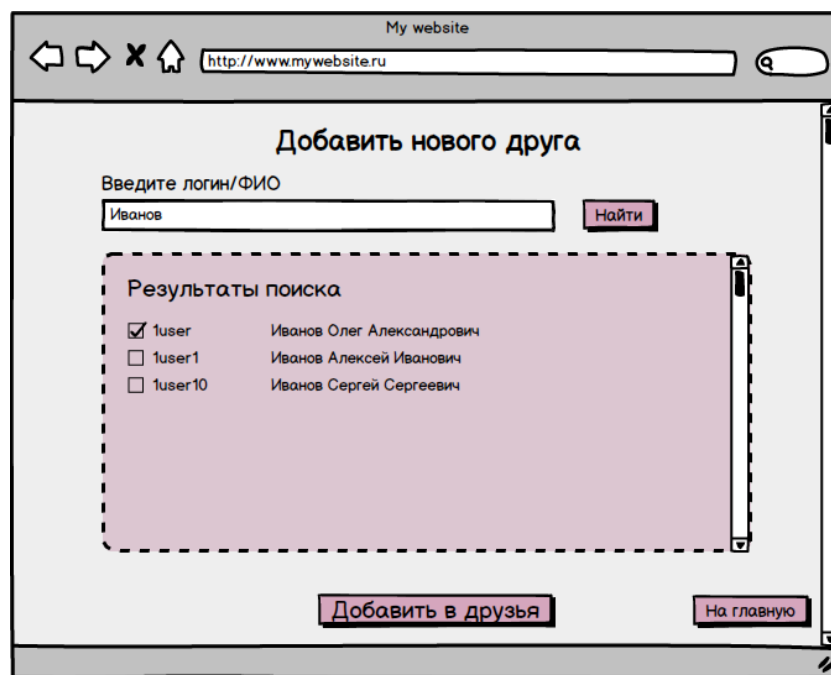 My website
http://www.mywebsite.ru
Добавить нового друга
Введите логин/ФИО
Иванов
Найти
Результаты поиска
1user Иванов Олег Александрович
1user1 Иванов Алексей Иванович
1user10 Иванов Сергей Сергеевич
Добавить в друзья
На главную